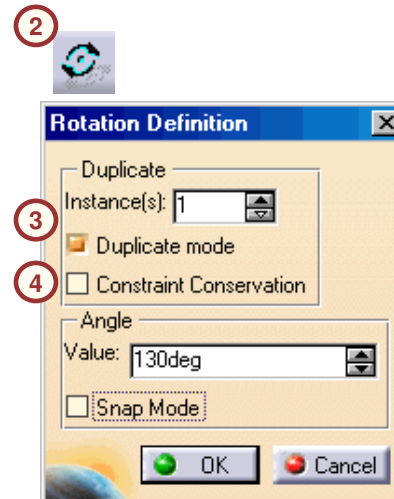 2
Rotation Definition
Duplicate
Instance(s): 1
3
Duplicate mode
4
Constraint Conservation
Angle
Value: 130deg
Snap Mode
OK Cancel